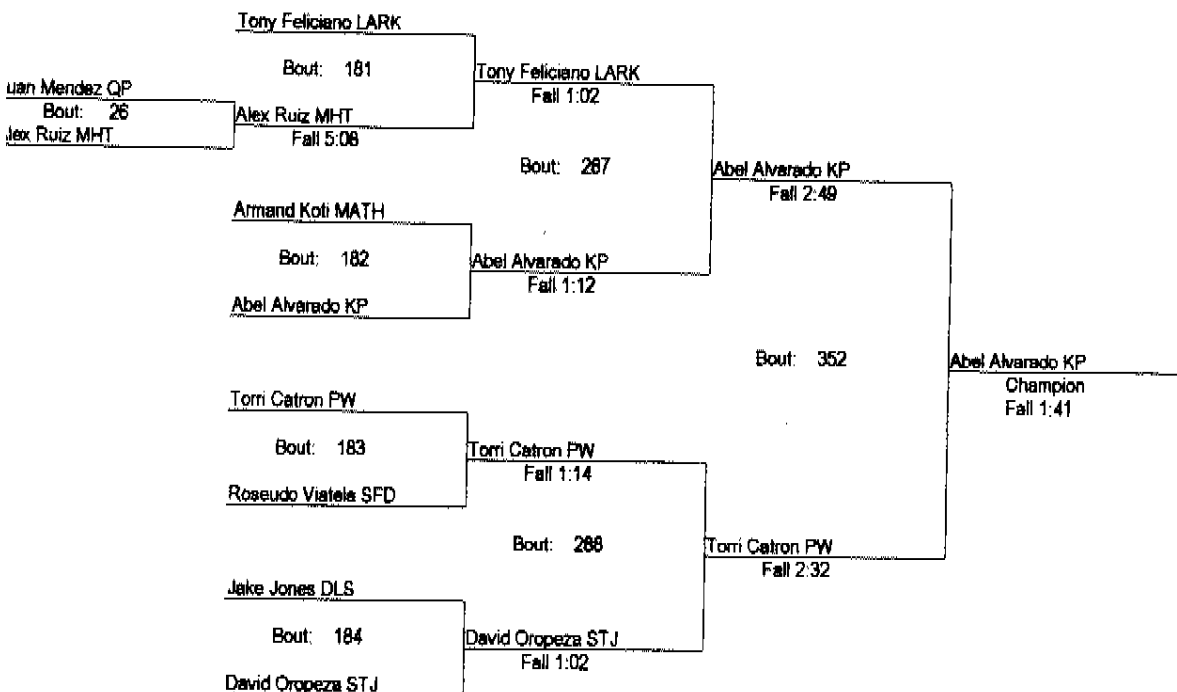 Tony Feliciano LARK
Bout: 181
Tony Feliciano LARK
Fall 1:02
uan Mendez QP
Bout: 26
Alex Ruiz MHT
Fall 5:08
lex Ruiz MHT
Bout: 287
Abel Alvarado KP
Fall 2:49
Armand Koti MATH
Bout: 182
Abel Alvarado KP
Fall 1:12
Abel Alvarado KP
Bout: 352
Abel Alvarado KP
Champion
Fall 1:41
Torri Catron PW
Bout: 183
Torri Catron PW
Fall 1:14
Roseudo Viatela SFD
Bout: 288
Torri Catron PW
Fall 2:32
Jake Jones DLS
Bout: 184
David Oropeza STJ
Fall 1:02
David Oropeza STJ